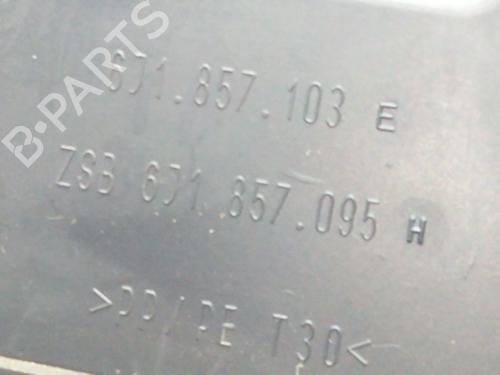 B-PARTS
6J1.857.103 E
ZSB 6J1.857.095 H
>PP/PE T30<